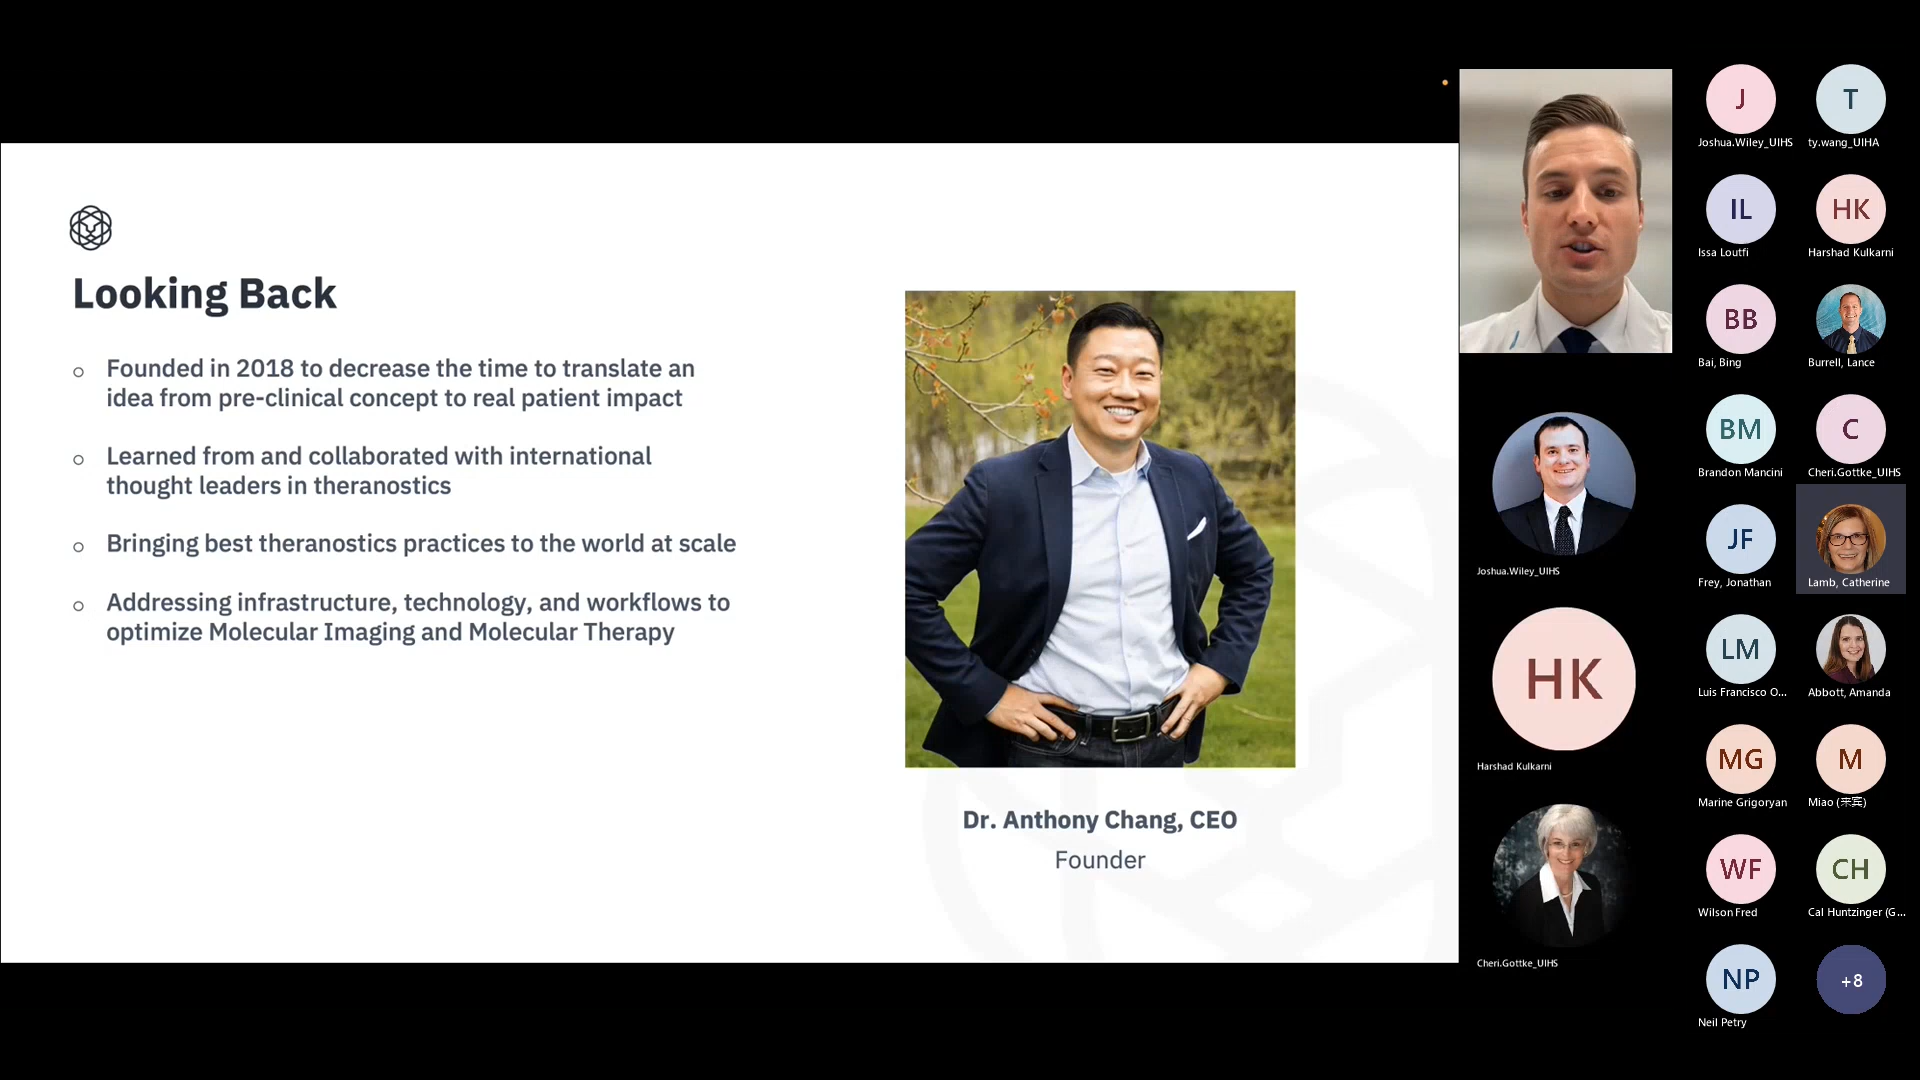 Looking Back
Founded in 2018 to decrease the time to translate an
idea from pre-clinical concept to real patient impact
Learned from and collaborated with international
thought leaders in theranostics
Bringing best theranostics practices to the world at scale
Addressing infrastructure, technology, and workflows to
optimize Molecular Imaging and Molecular Therapy
Dr. Anthony Chang, CEO
Founder
Joshua.Wiley_UIHS
HK
Harshad Kulkarni
Cheri.Gottke_UIHS
J
Joshua.Wiley_UIHS
T
ty.wang_UIHA
IL
Issa Loutfi
HK
Harshad Kulkarni
BB
Bai, Bing
Burrell, Lance
BM
Brandon Mancini
C
Cheri.Gottke_UIHS
JF
Frey, Jonathan
Lamb, Catherine
LM
Luis Francisco O...
Abbott, Amanda
MG
Marine Grigoryan
M
Miao (来宾)
WF
Wilson Fred
CH
Cal Huntzinger (G...
NP
Neil Petry
+8